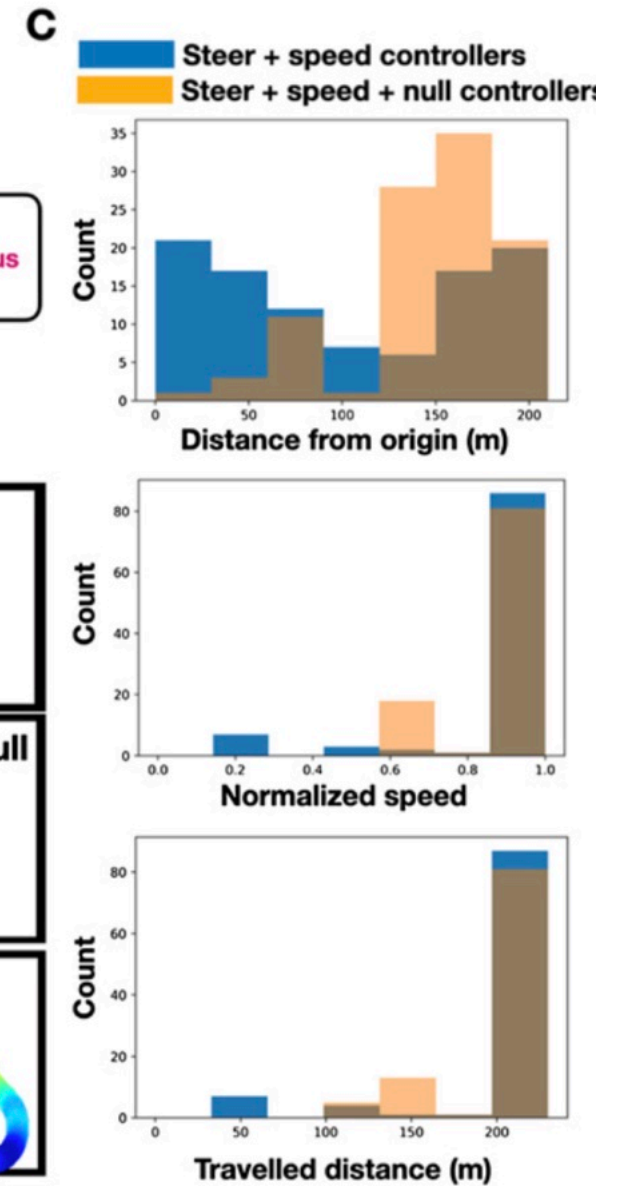 C
Steer + speed controllers
Steer + speed + null controllers
us
35
30
25
20
15
10
5
0
Count
0 50 100 150 200
Distance from origin (m)
80
60
40
20
0
Count
0.0 0.2 0.4 0.6 0.8 1.0
Normalized speed
ull
80
60
40
20
0
Count
0 50 100 150 200
Travelled distance (m)